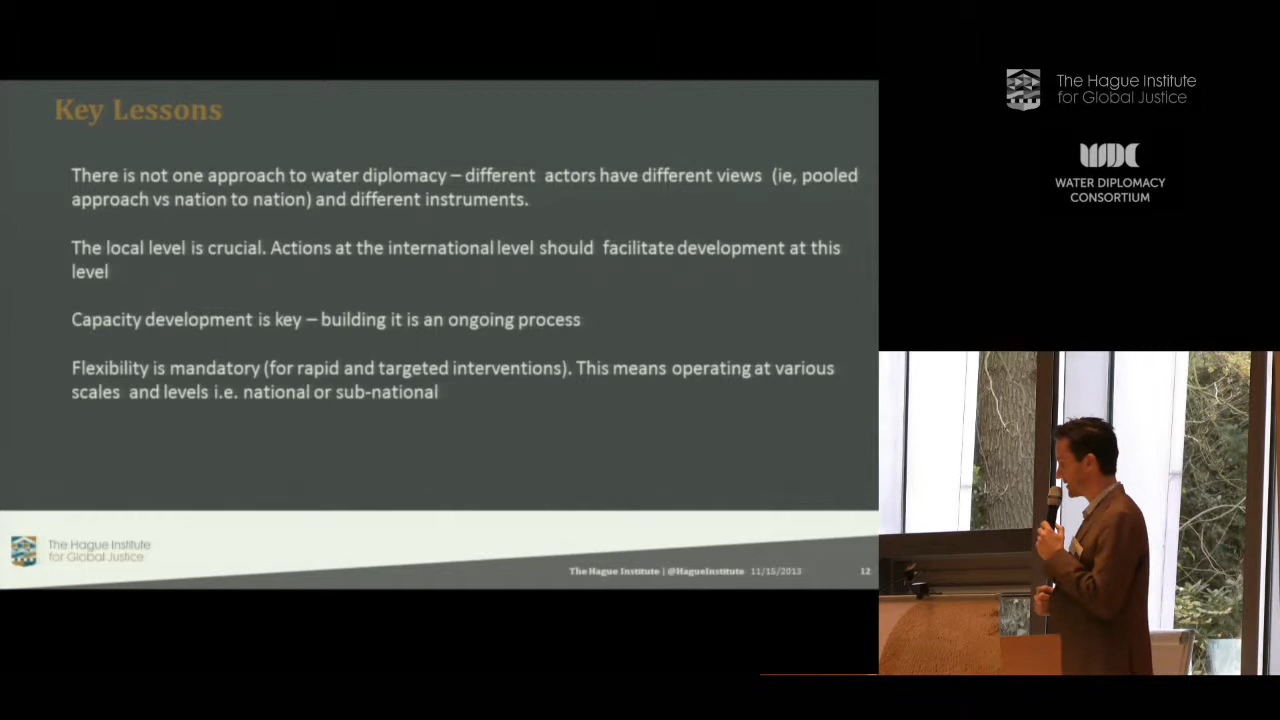 Key Lessons
There is not one approach to water diplomacy – different actors have different views (ie, pooled
approach vs nation to nation) and different instruments.
The local level is crucial. Actions at the international level should facilitate development at this
level
Capacity development is key – building it is an ongoing process
Flexibility is mandatory (for rapid and targeted interventions). This means operating at various
scales and levels i.e. national or sub-national
The Hague Institute
for Global Justice
The Hague Institute | @HagueInstitute 11/15/2013 12
The Hague Institute
for Global Justice
WDC
WATER DIPLOMACY
CONSORTIUM